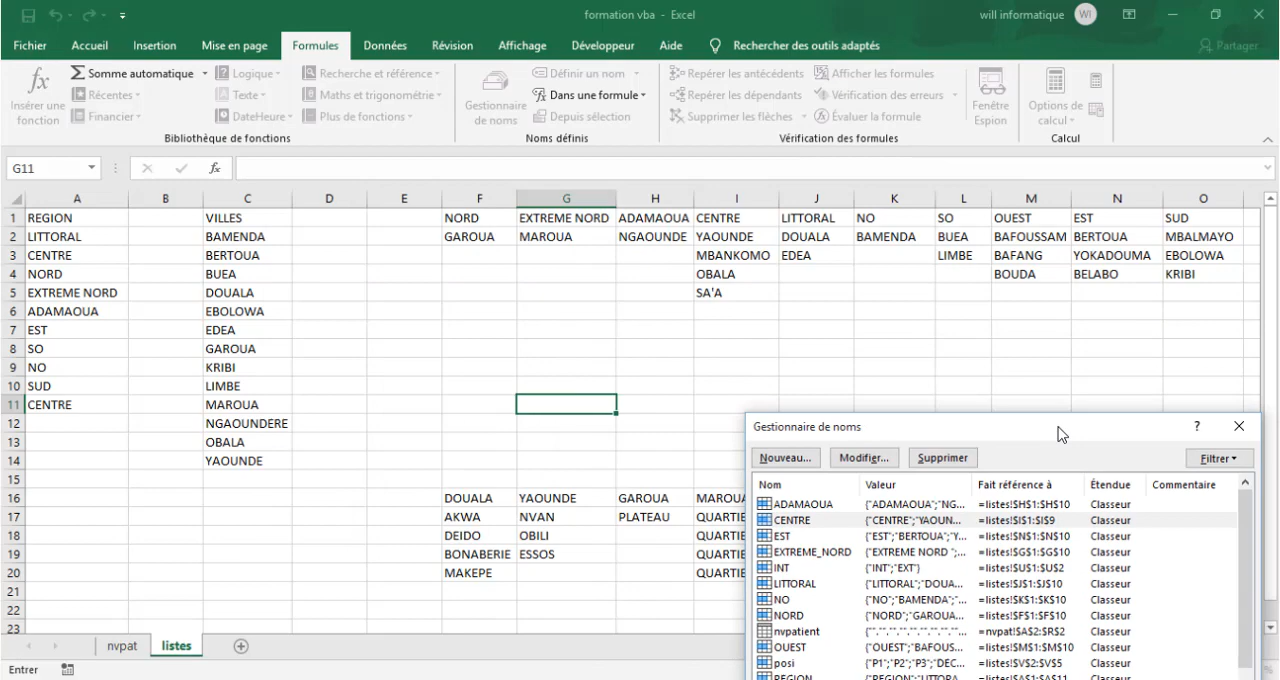 formation vba - Excel
will informatique WI
Fichier Accueil Insertion Mise en page Formules Données Révision Affichage Développeur Aide Rechercher des outils adaptés Partager
fx Insérer une fonction
Σ Somme automatique
Récentes
Financier
Logique
Texte
DateHeure
Recherche et référence
Maths et trigonométrie
Plus de fonctions
Bibliothèque de fonctions
Gestionnaire de noms
Définir un nom
Dans une formule
Depuis sélection
Noms définis
Repérer les antécédents
Repérer les dépendants
Supprimer les flèches
Afficher les formules
Vérification des erreurs
Évaluer la formule
Vérification des formules
Fenêtre Espion
Options de calcul
Calcul
G11 fx
A B C D E F G H I J K L M N O
1 REGION VILLES NORD EXTREME NORD ADAMAOUA CENTRE LITTORAL NO SO OUEST EST SUD
2 LITTORAL BAMENDA GAROUA MAROUA NGAOUNDE YAOUNDE DOUALA BAMENDA BUEA BAFOUSSAM BERTOUA MBALMAYO
3 CENTRE BERTOUA MBANKOMO EDEA LIMBE BAFANG YOKADOUMA EBOLOWA
4 NORD BUEA OBALA BOUDA BELABO KRIBI
5 EXTREME NORD DOUALA SA'A
6 ADAMAOUA EBOLOWA
7 EST EDEA
8 SO GAROUA
9 NO KRIBI
10 SUD LIMBE
11 CENTRE MAROUA
12 NGAOUNDERE
13 OBALA
14 YAOUNDE
15
16 DOUALA YAOUNDE GAROUA MAROU
17 AKWA NVAN PLATEAU QUARTIE
18 DEIDO OBILI QUARTIE
19 BONABERIE ESSOS QUARTIE
20 MAKEPE QUARTIE
21
22
23
Gestionnaire de noms ?
Nouveau... Modifier... Supprimer Filtrer
Nom Valeur Fait référence à Étendue Commentaire
ADAMAOUA {"ADAMAOUA";"NG... =listes!$H$1:$H$10 Classeur
CENTRE {"CENTRE";"YAOUN... =listes!$I$1:$I$9 Classeur
EST {"EST";"BERTOUA";"Y... =listes!$N$1:$N$10 Classeur
EXTREME_NORD {"EXTREME NORD ";... =listes!$G$1:$G$10 Classeur
INT {"INT";"EXT"} =listes!$U$1:$U$2 Classeur
LITTORAL {"LITTORAL";"DOUA... =listes!$J$1:$J$10 Classeur
NO {"NO";"BAMENDA";"... =listes!$K$1:$K$10 Classeur
NORD {"NORD";"GAROUA... =listes!$F$1:$F$10 Classeur
nvpatient =nvpat!$A$2:$R$2 Classeur
OUEST {"OUEST";"BAFOUS... =listes!$M$1:$M$10 Classeur
posi {"P1";"P2";"P3";"DEC... =listes!$V$2:$V$5 Classeur
REGION {"REGION";"LITTORA... =listes!$A$1:$A$11 Classeur
nvpat listes
Entrer